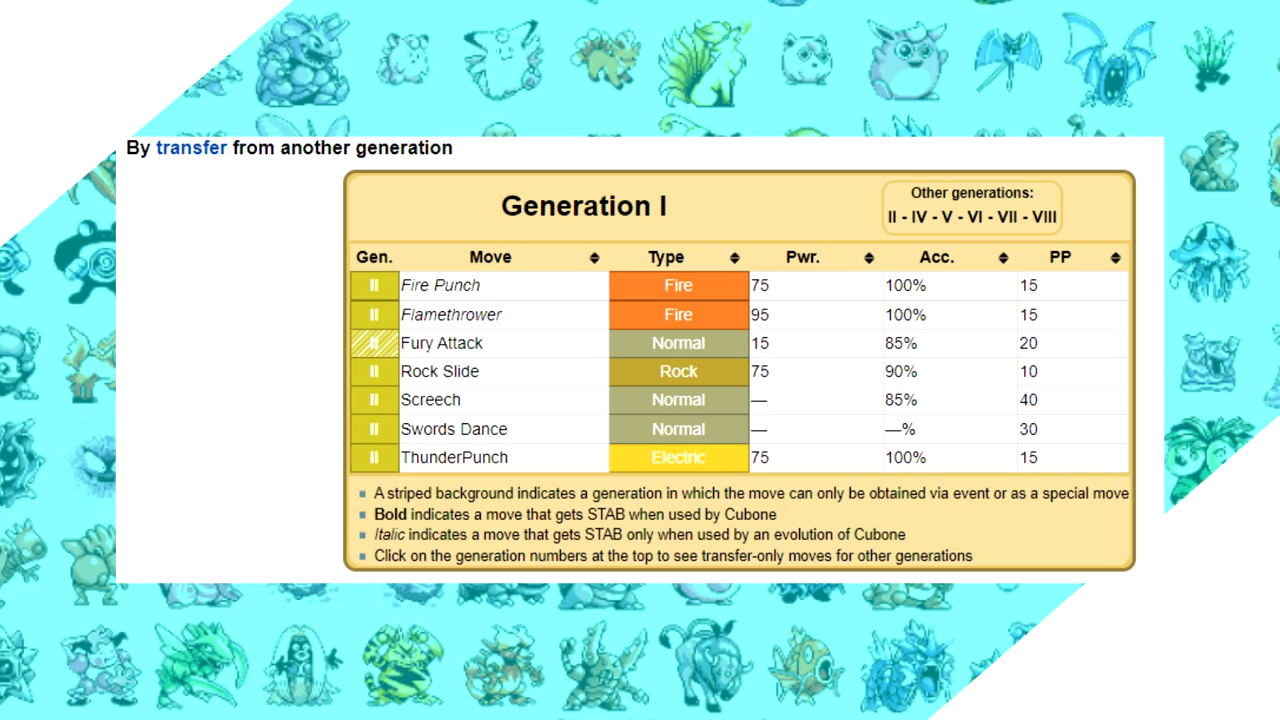 By transfer from another generation
Generation I
Other generations:
II - IV - V - VI - VII - VIII
Gen. Move Type Pwr. Acc. PP
II Fire Punch Fire 75 100% 15
II Flamethrower Fire 95 100% 15
II Fury Attack Normal 15 85% 20
II Rock Slide Rock 75 90% 10
II Screech Normal — 85% 40
II Swords Dance Normal — —% 30
II ThunderPunch Electric 75 100% 15
A striped background indicates a generation in which the move can only be obtained via event or as a special move
Bold indicates a move that gets STAB when used by Cubone
Italic indicates a move that gets STAB only when used by an evolution of Cubone
Click on the generation numbers at the top to see transfer-only moves for other generations